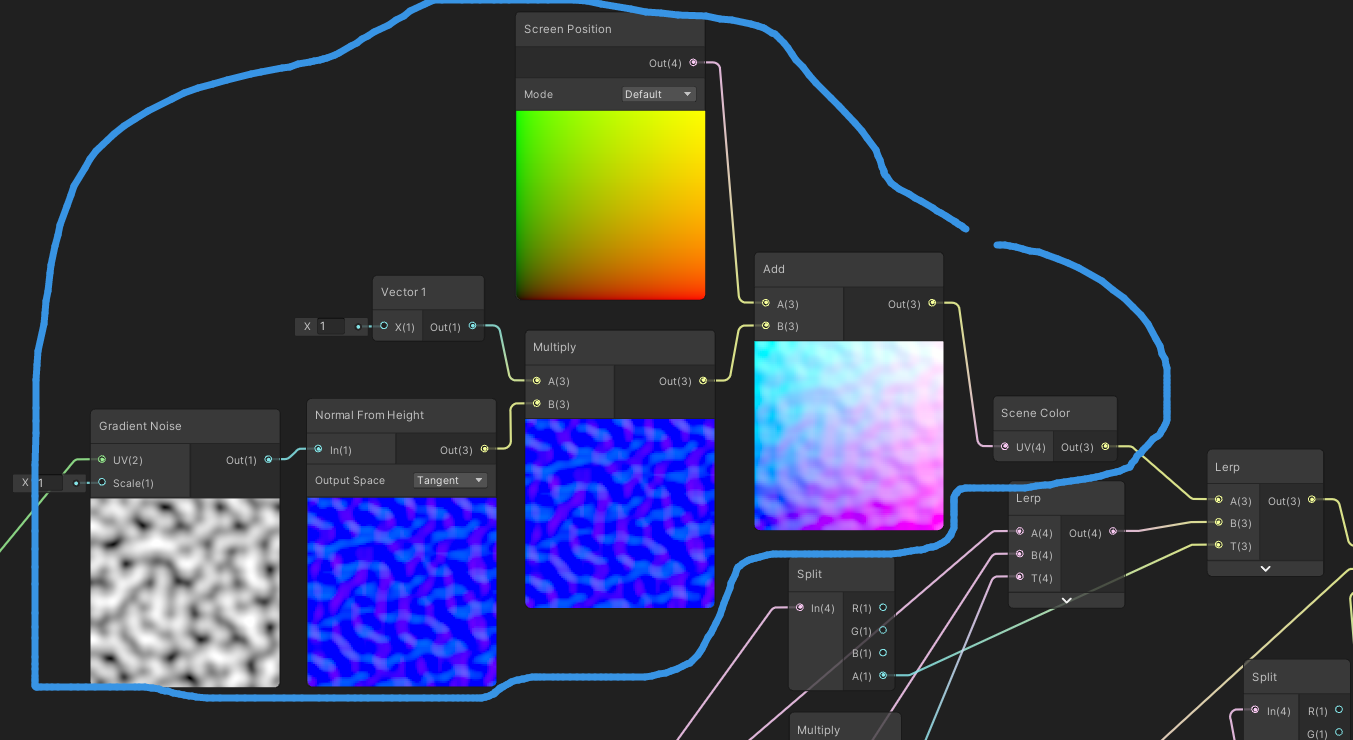 Screen Position
Out(4)
Mode Default
Add
A(3) Out(3)
B(3)
Vector 1
X 1 X(1) Out(1)
Multiply
A(3) Out(3)
B(3)
Gradient Noise
UV(2) Out(1)
X 1 Scale(1)
Normal From Height
In(1) Out(3)
Output Space Tangent
Scene Color
UV(4) Out(3)
Lerp
A(3) Out(3)
B(3)
T(3)
Lerp
A(4) Out(4)
B(4)
T(4)
Split
In(4) R(1)
G(1)
B(1)
A(1)
Multiply
Split
In(4) R(1)
G(1)